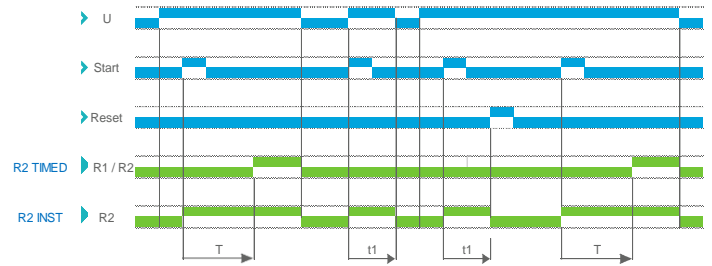 U
Start
Reset
R2 TIMED R1 / R2
R2 INST R2
T t1 t1 T